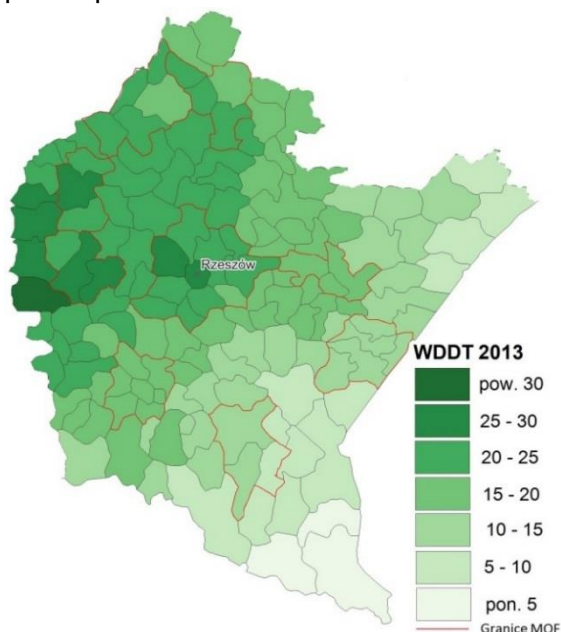 Rzeszów
WDDT 2013
pow. 30
25 - 30
20 - 25
15 - 20
10 - 15
5 - 10
pon. 5
Granice MOF